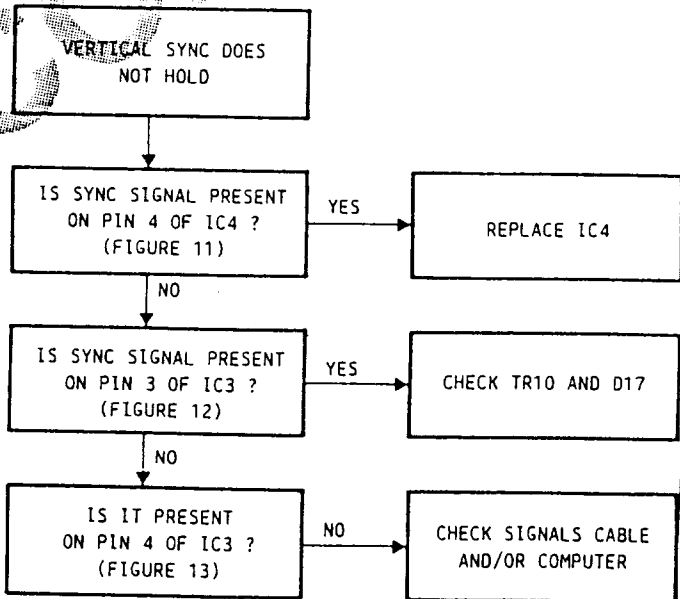 VERTICAL SYNC DOES
NOT HOLD
IS SYNC SIGNAL PRESENT
ON PIN 4 OF IC4 ?
(FIGURE 11)
YES
REPLACE IC4
NO
IS SYNC SIGNAL PRESENT
ON PIN 3 OF IC3 ?
(FIGURE 12)
YES
CHECK TR10 AND D17
NO
IS IT PRESENT
ON PIN 4 OF IC3 ?
(FIGURE 13)
NO
CHECK SIGNALS CABLE
AND/OR COMPUTER